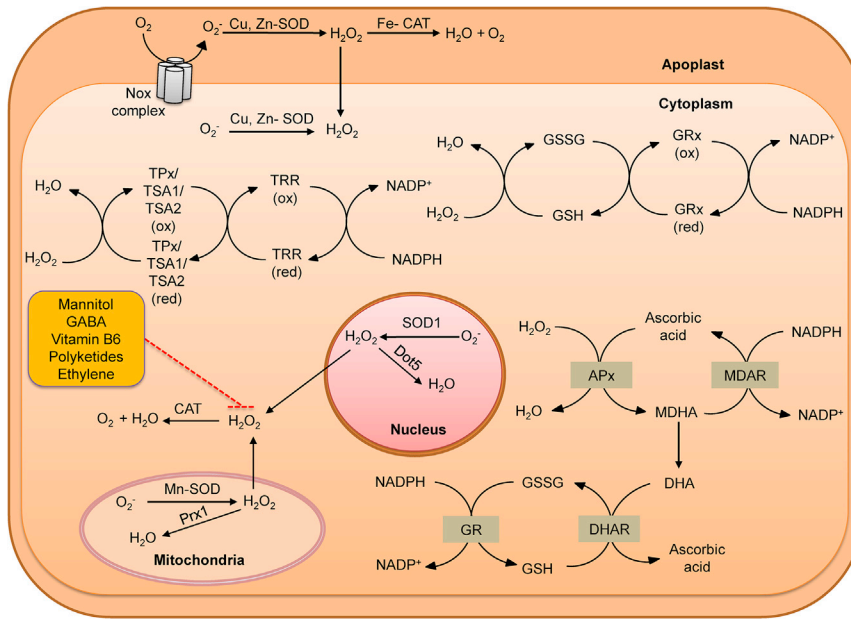 O₂
O₂⁻ Cu, Zn-SOD H₂O₂ Fe- CAT H₂O + O₂
Nox
complex
Apoplast
Cytoplasm
O₂⁻ Cu, Zn- SOD H₂O₂
H₂O GSSG GRx
(ox) NADP⁺
H₂O₂ GSH GRx
(red) NADPH
H₂O TPx/
TSA1/
TSA2
(ox) TRR
(ox) NADP⁺
H₂O₂ TPx/
TSA1/
TSA2
(red) TRR
(red) NADPH
Mannitol
GABA
Vitamin B6
Polyketides
Ethylene
SOD1
H₂O₂ O₂⁻
Dot5
H₂O
Nucleus
O₂ + H₂O CAT H₂O₂
Mn-SOD
O₂⁻ H₂O₂
Prx1
H₂O
Mitochondria
H₂O₂ Ascorbic
acid NADPH
APx MDAR
H₂O MDHA NADP⁺
NADPH GSSG DHA
GR DHAR
NADP⁺ GSH Ascorbic
acid